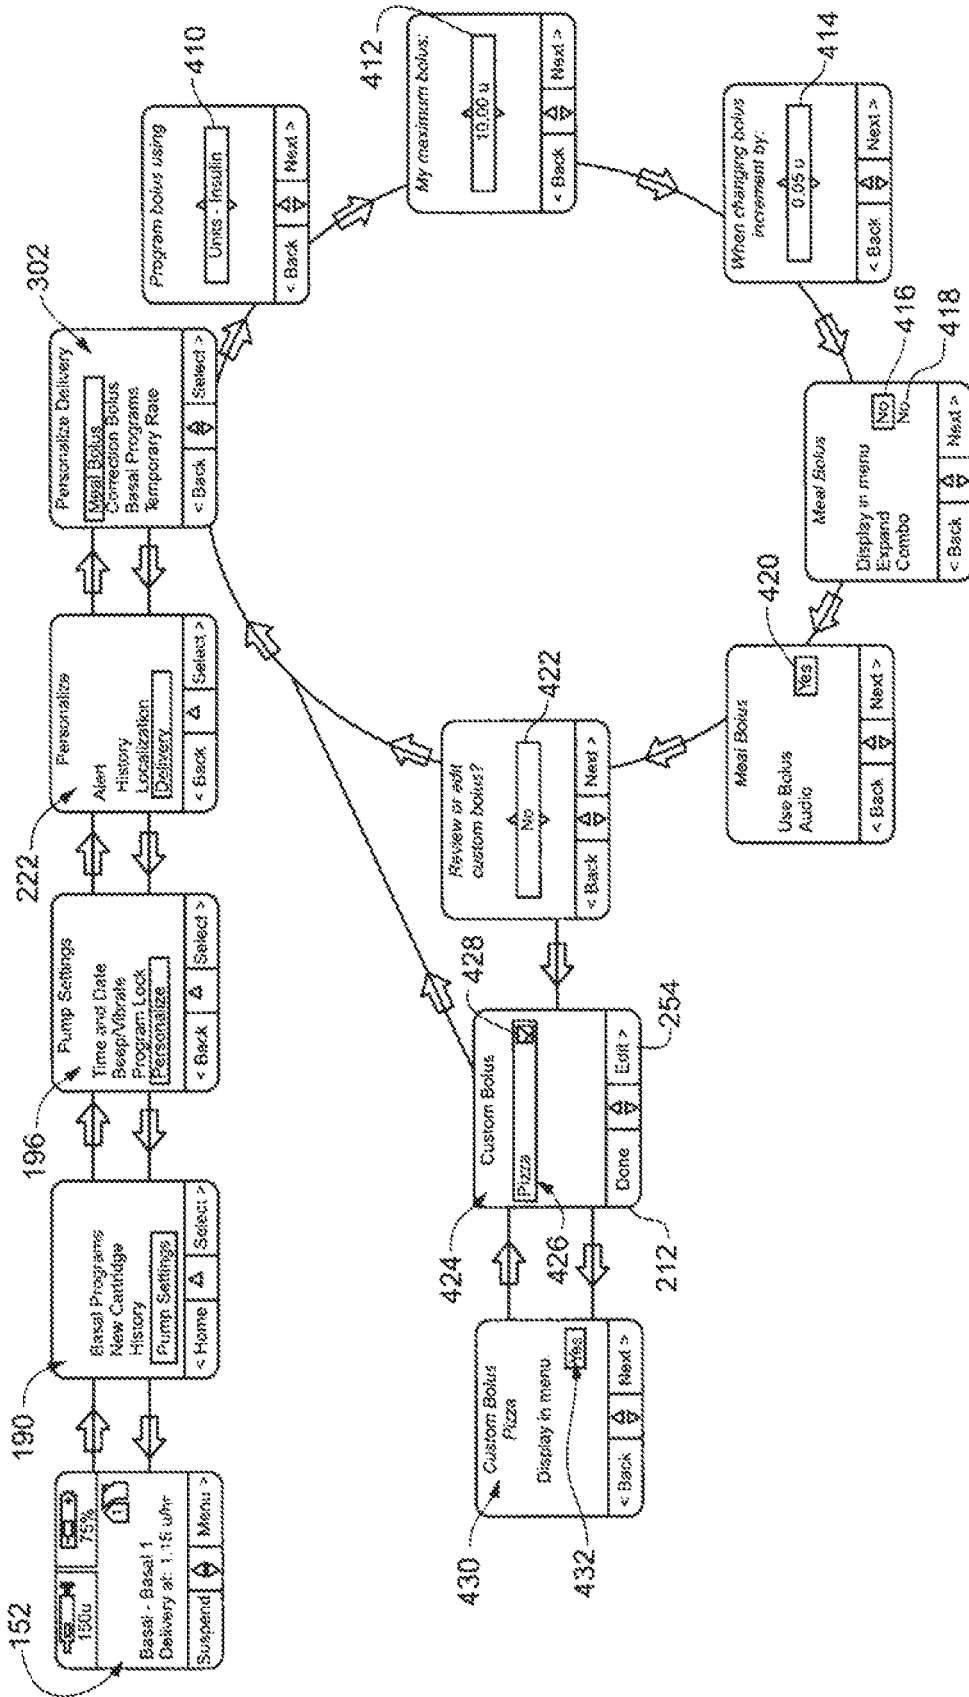 152
150u
75%
1
Basal - Basal 1
Delivery at: 1.15 u/hr
Suspend
Menu >
190
Basal Programs
New Cartridge
History
Pump Settings
< Home
Select >
196
Pump Settings
Time and Date
Beep/Vibrate
Program Lock
Personalize
< Back
Select >
222
Personalize
Alert
History
Localization
Delivery
< Back
Select >
302
Personalize Delivery
Meal Bolus
Correction Bolus
Basal Programs
Temporary Rate
< Back
Select >
410
Program bolus using
Units - Insulin
< Back
Next >
412
My maximum bolus:
10.00 u
< Back
Next >
414
When changing bolus
increment by:
0.05 u
< Back
Next >
Meal Bolus
Display in menu
Expand No
Combo No
416
418
< Back
Next >
420
Meal Bolus
Use Bolus
Audio Yes
< Back
Next >
422
Review or edit
custom bolus?
No
< Back
Next >
424
Custom Bolus
Pizza
426
428
Done
Edit >
212
254
430
Custom Bolus
Pizza
Display in menu
Yes
432
< Back
Next >